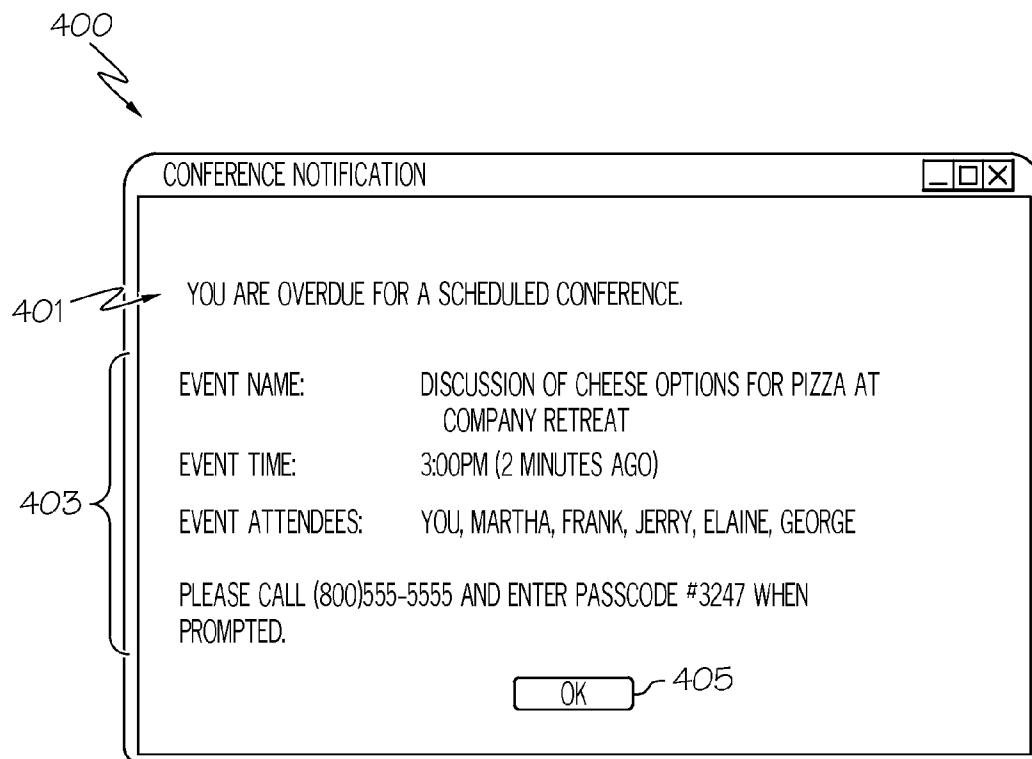 400
CONFERENCE NOTIFICATION
401
YOU ARE OVERDUE FOR A SCHEDULED CONFERENCE.
403
EVENT NAME: DISCUSSION OF CHEESE OPTIONS FOR PIZZA AT
COMPANY RETREAT
EVENT TIME: 3:00PM (2 MINUTES AGO)
EVENT ATTENDEES: YOU, MARTHA, FRANK, JERRY, ELAINE, GEORGE
PLEASE CALL (800)555-5555 AND ENTER PASSCODE #3247 WHEN
PROMPTED.
OK 405